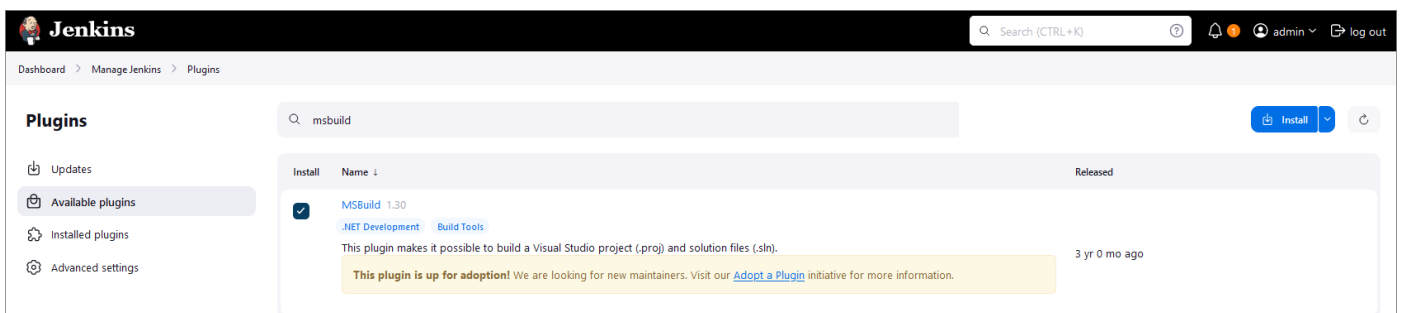 Jenkins
Search (CTRL+K)
1
admin
log out
Dashboard > Manage Jenkins > Plugins
Plugins
msbuild
Install
Updates
Available plugins
Installed plugins
Advanced settings
Install Name ↓ Released
MSBuild 1.30
.NET Development Build Tools
This plugin makes it possible to build a Visual Studio project (.proj) and solution files (.sln).
3 yr 0 mo ago
This plugin is up for adoption! We are looking for new maintainers. Visit our Adopt a Plugin initiative for more information.